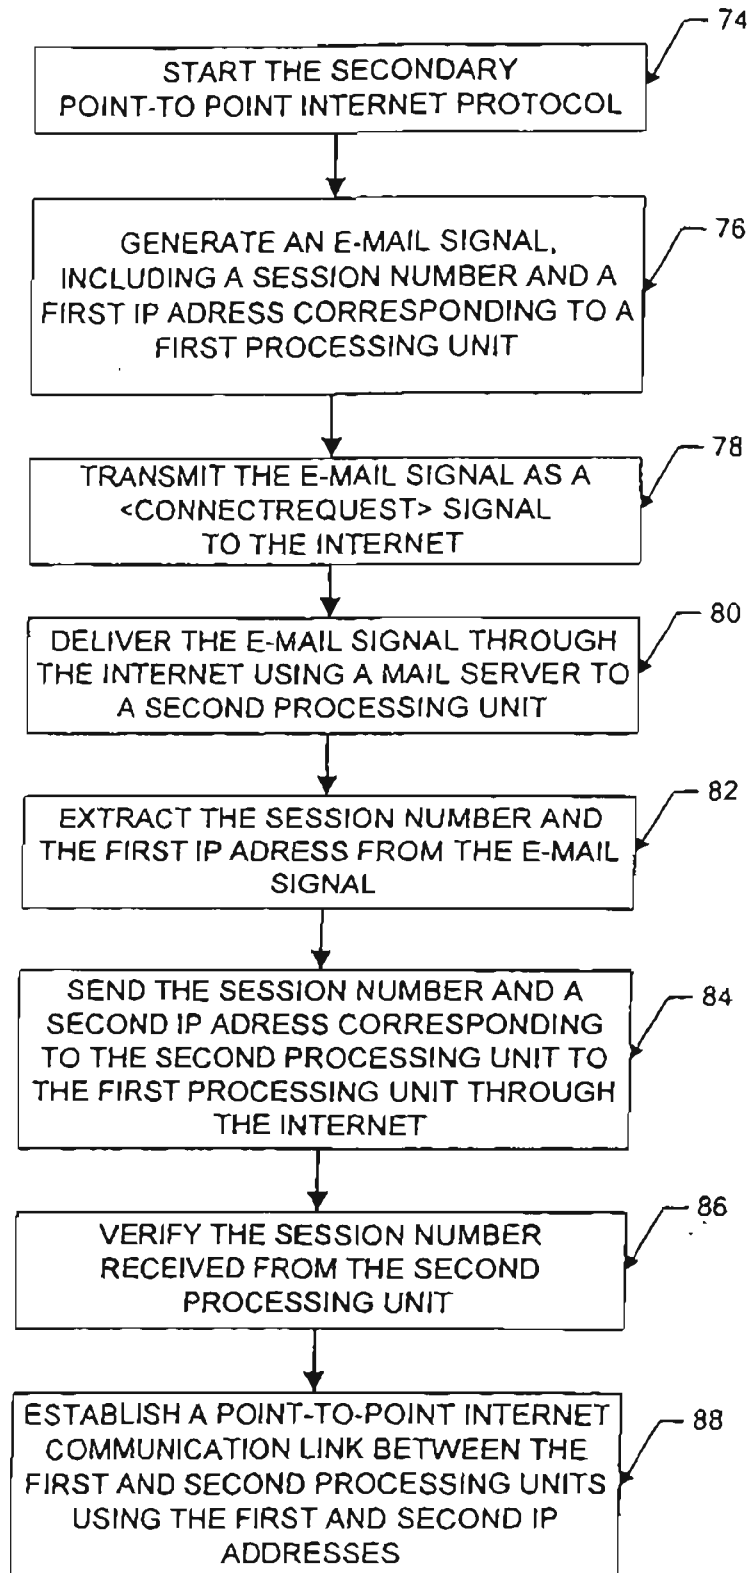 74
START THE SECONDARY
POINT-TO POINT INTERNET PROTOCOL
76
GENERATE AN E-MAIL SIGNAL,
INCLUDING A SESSION NUMBER AND A
FIRST IP ADRESS CORRESPONDING TO A
FIRST PROCESSING UNIT
78
TRANSMIT THE E-MAIL SIGNAL AS A
<CONNECTREQUEST> SIGNAL
TO THE INTERNET
80
DELIVER THE E-MAIL SIGNAL THROUGH
THE INTERNET USING A MAIL SERVER TO
A SECOND PROCESSING UNIT
82
EXTRACT THE SESSION NUMBER AND
THE FIRST IP ADRESS FROM THE E-MAIL
SIGNAL
84
SEND THE SESSION NUMBER AND A
SECOND IP ADRESS CORRESPONDING
TO THE SECOND PROCESSING UNIT TO
THE FIRST PROCESSING UNIT THROUGH
THE INTERNET
86
VERIFY THE SESSION NUMBER
RECEIVED FROM THE SECOND
PROCESSING UNIT
88
ESTABLISH A POINT-TO-POINT INTERNET
COMMUNICATION LINK BETWEEN THE
FIRST AND SECOND PROCESSING UNITS
USING THE FIRST AND SECOND IP
ADDRESSES